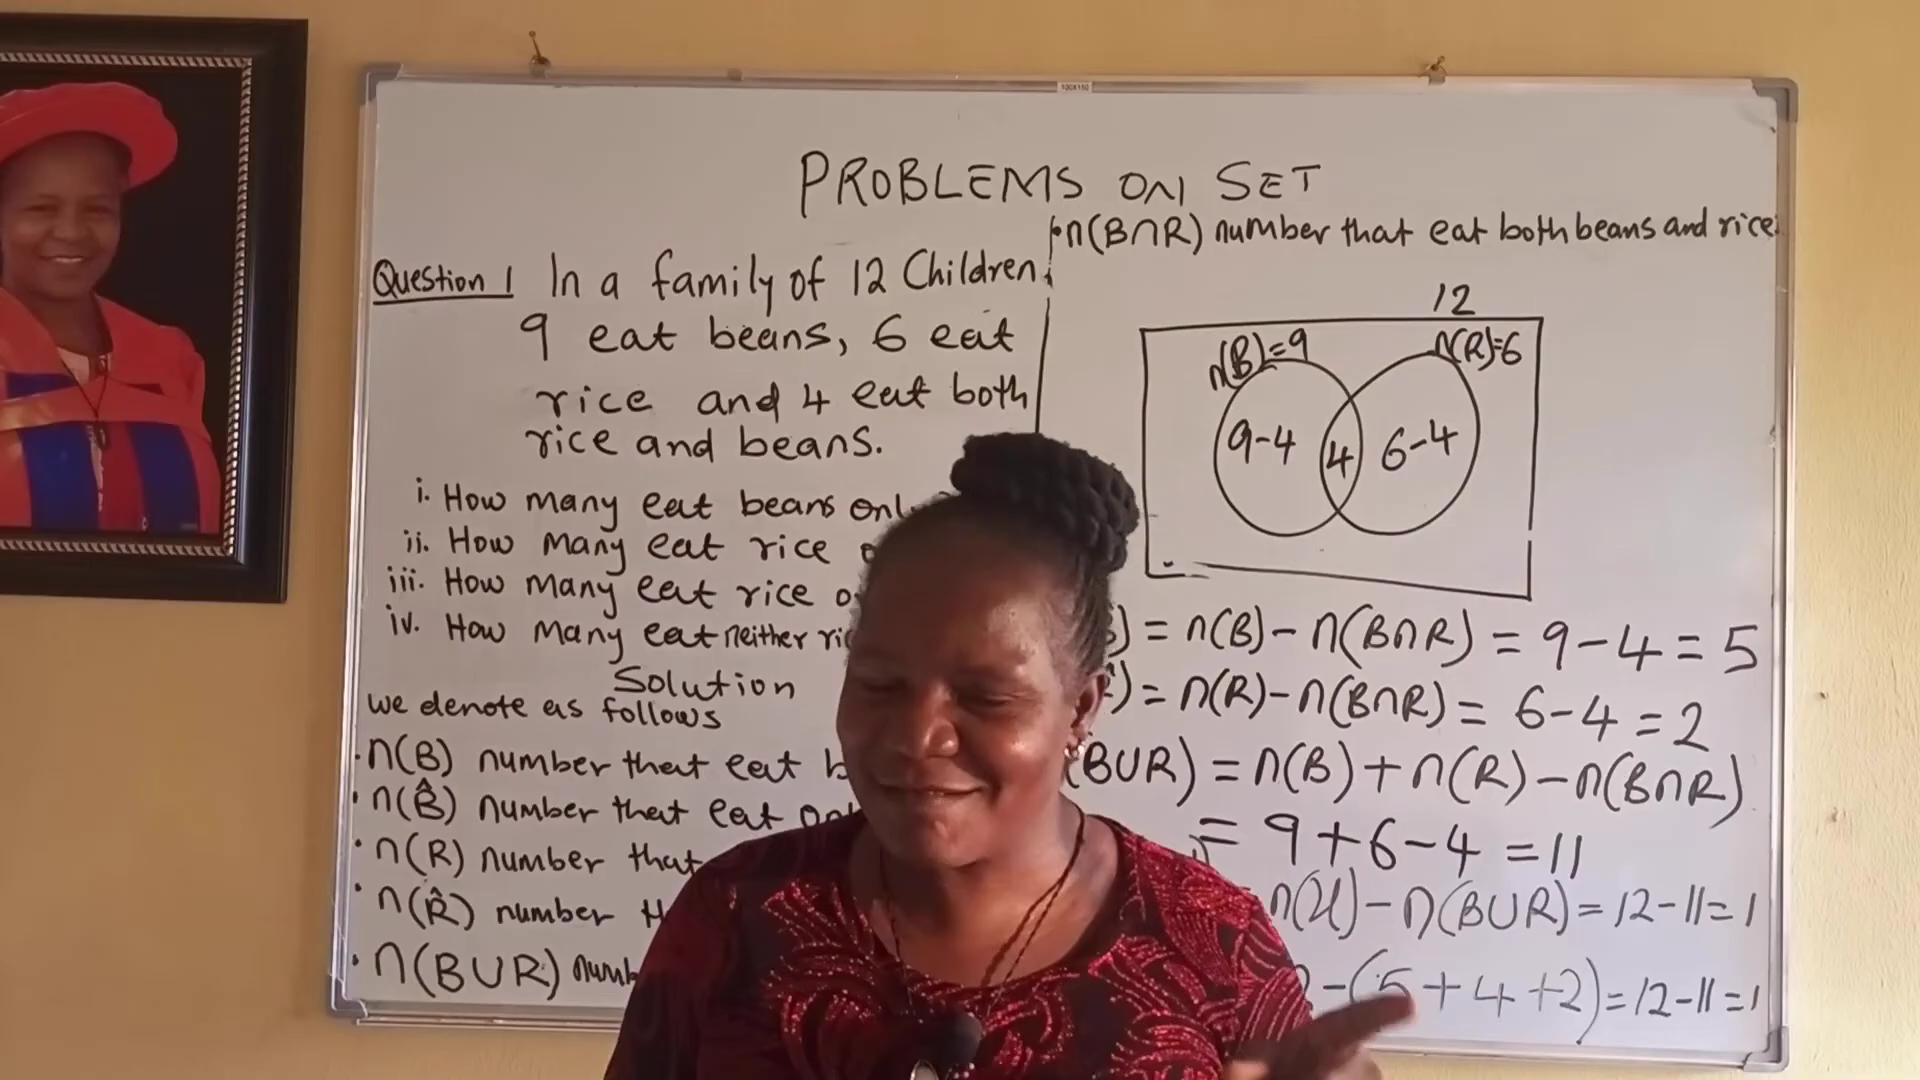 100X150
PROBLEMS ON SET
Question 1 In a family of 12 Children
9 eat beans, 6 eat
rice and 4 eat both
rice and beans.
i. How many eat beans
ii. How many eat rice
iii. How many eat rice
iv. How many eat neither
Solution
we denote as follows
• n(B) number that eat
• n(B̂) number that eat
• n(R) number that
• n(R̂) number
• n(BUR)
• n(B∩R) number that eat both beans and rice
12
n(B)=9 n(R)=6
9-4 4 6-4
) = n(B) - n(B∩R) = 9-4 = 5
) = n(R) - n(B∩R) = 6-4 = 2
(BUR) = n(B) + n(R) - n(B∩R)
= 9+6-4 = 11
n(U) - n(BUR) = 12-11=1
-(5+4+2) = 12-11=1